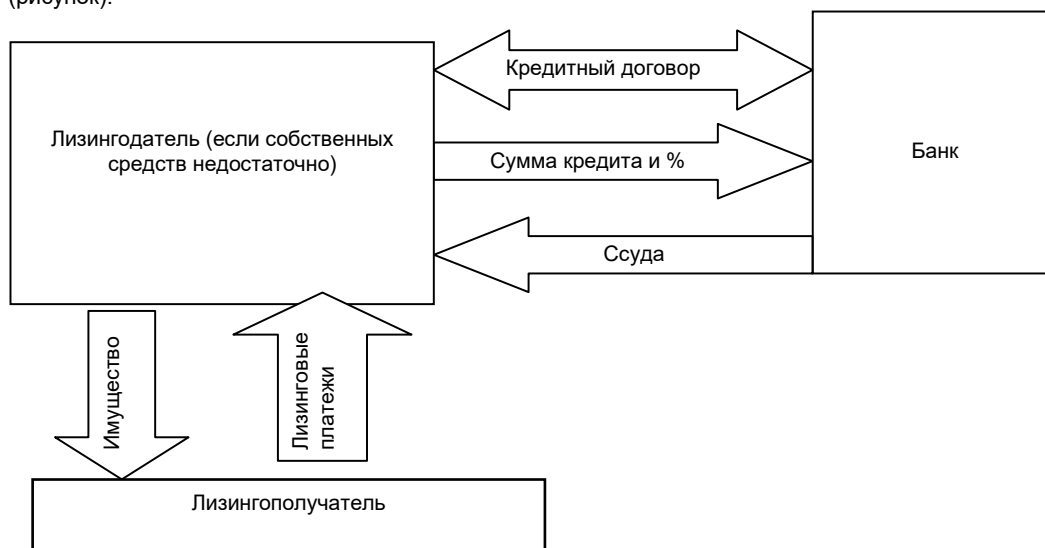 (рисунок).
Кредитный договор
Лизингодатель (если собственных
средств недостаточно)
Банк
Сумма кредита и %
Ссуда
Имущество
Лизинговые
платежи
Лизингополучатель